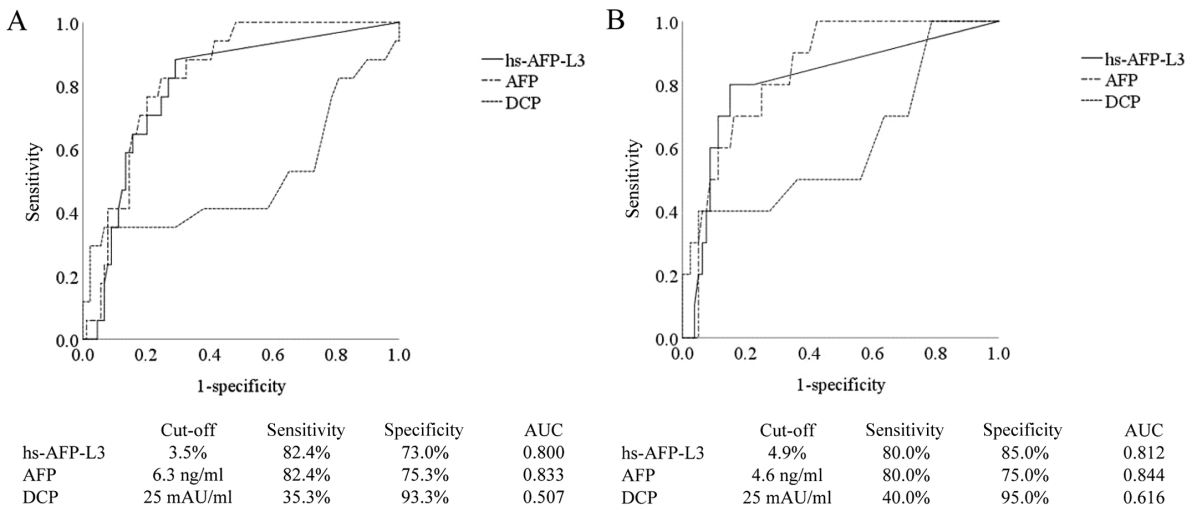 A
1.0
0.8
0.6
0.4
0.2
0.0
Sensitivity
0.0 0.2 0.4 0.6 0.8 1.0
1-specificity
hs-AFP-L3
AFP
DCP
Cut-off Sensitivity Specificity AUC
hs-AFP-L3 3.5% 82.4% 73.0% 0.800
AFP 6.3 ng/ml 82.4% 75.3% 0.833
DCP 25 mAU/ml 35.3% 93.3% 0.507
B
1.0
0.8
0.6
0.4
0.2
0.0
Sensitivity
0.0 0.2 0.4 0.6 0.8 1.0
1-specificity
hs-AFP-L3
AFP
DCP
Cut-off Sensitivity Specificity AUC
hs-AFP-L3 4.9% 80.0% 85.0% 0.812
AFP 4.6 ng/ml 80.0% 75.0% 0.844
DCP 25 mAU/ml 40.0% 95.0% 0.616